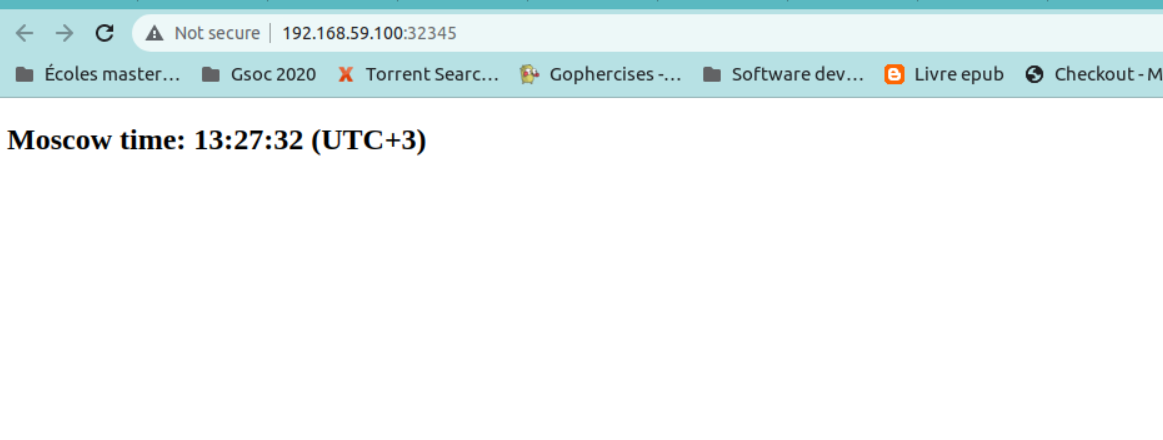 Not secure 192.168.59.100:32345
Écoles master... Gsoc 2020 Torrent Searc... Gophercises -... Software dev... Livre epub Checkout - M
Moscow time: 13:27:32 (UTC+3)